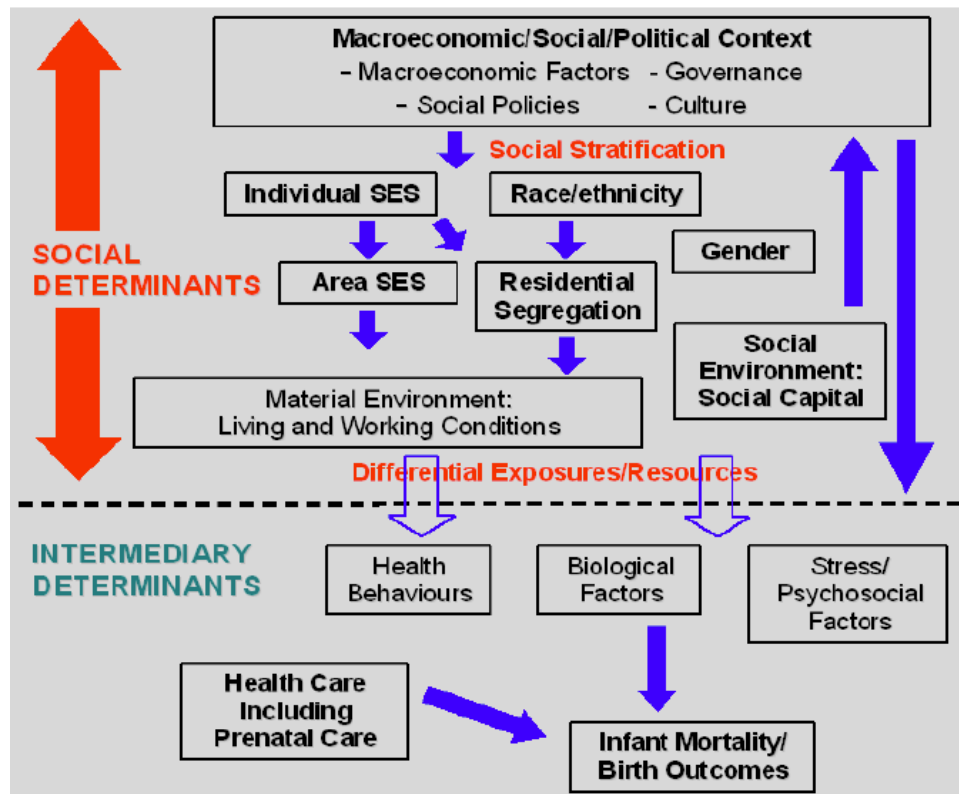 Macroeconomic/Social/Political Context
– Macroeconomic Factors - Governance
– Social Policies - Culture
Social Stratification
Individual SES
Race/ethnicity
SOCIAL
DETERMINANTS
Gender
Area SES
Residential
Segregation
Social
Environment:
Social Capital
Material Environment:
Living and Working Conditions
Differential Exposures/Resources
INTERMEDIARY
DETERMINANTS
Health
Behaviours
Biological
Factors
Stress/
Psychosocial
Factors
Health Care
Including
Prenatal Care
Infant Mortality/
Birth Outcomes